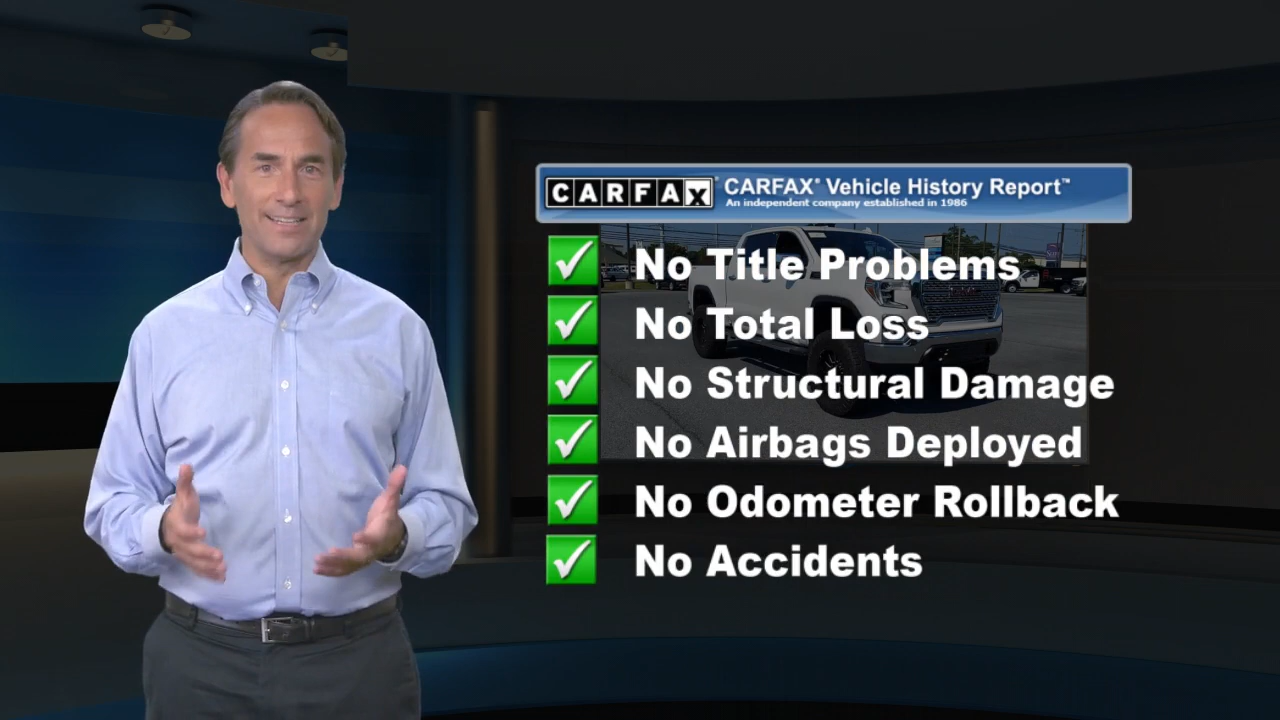 CARFAX® CARFAX® Vehicle History Report™
An independent company established in 1986
No Title Problems
No Total Loss
No Structural Damage
No Airbags Deployed
No Odometer Rollback
No Accidents